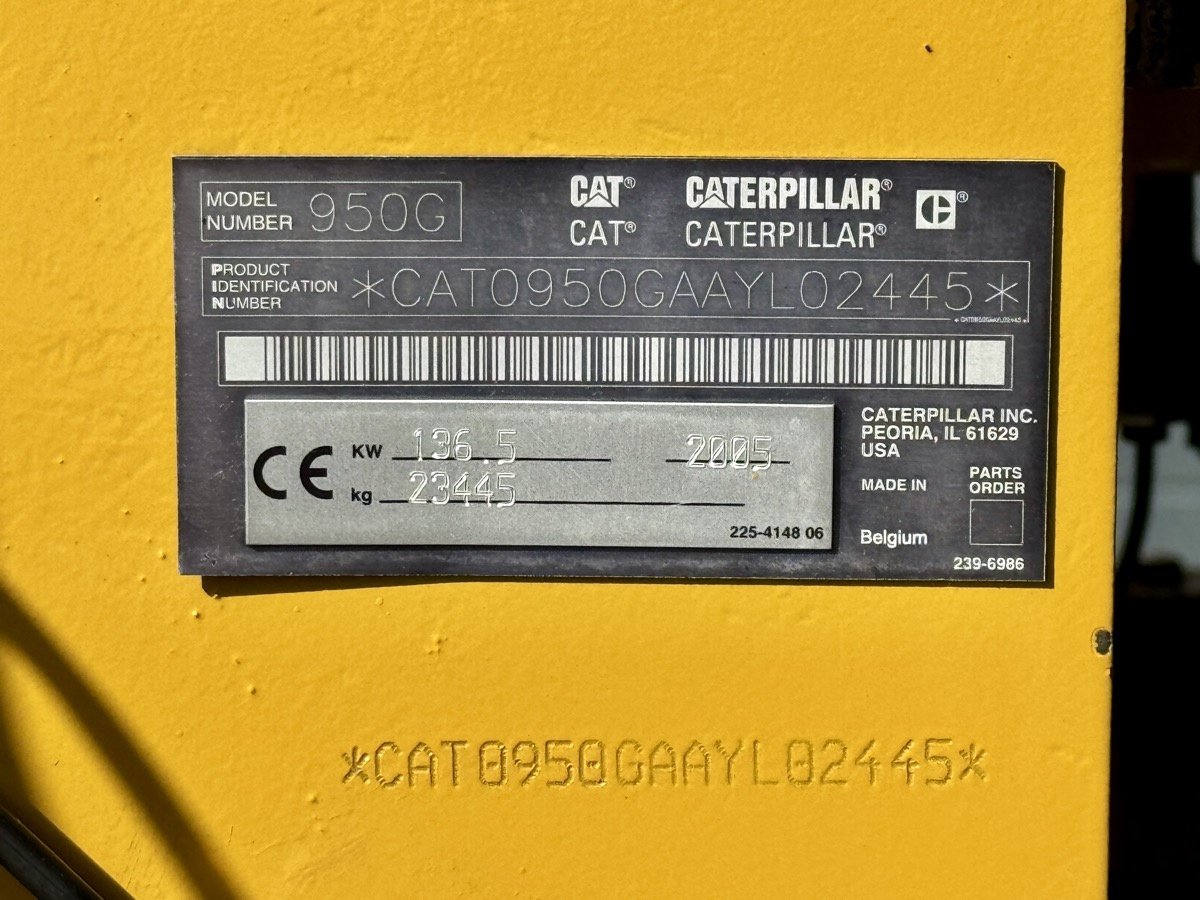 MODEL NUMBER 950G
CAT® CATERPILLAR® C®
CAT® CATERPILLAR®
PRODUCT
IDENTIFICATION
NUMBER
*CAT0950GAAYL02445*
*CAT0950GAAYL02445*
CE KW 136.5 2005
kg 23445
225-4148 06
CATERPILLAR INC.
PEORIA, IL 61629
USA
MADE IN
Belgium
PARTS
ORDER
239-6986
*CAT0950GAAYL02445*